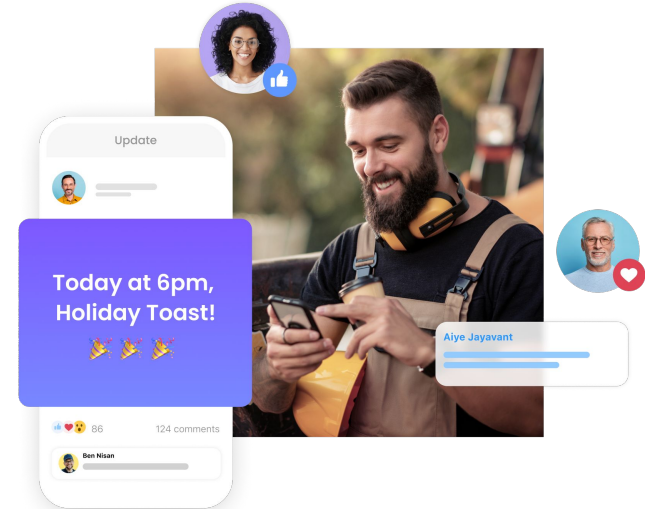 Update
Today at 6pm,
Holiday Toast!
Aiye Jayavant
86
124 comments
Ben Nisan